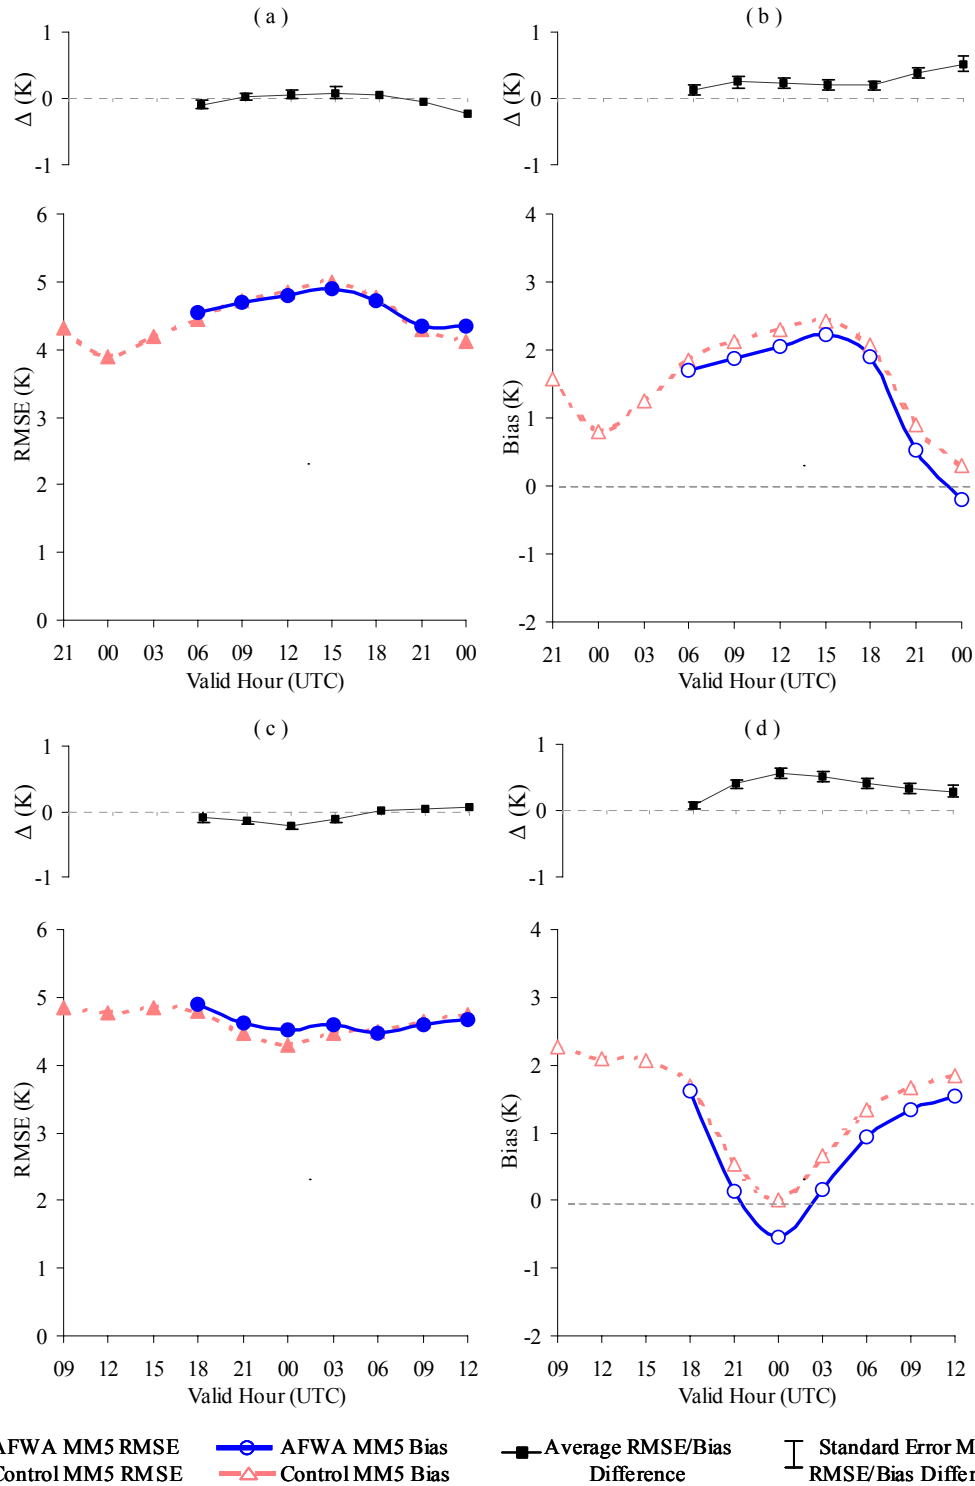 ( a )
1
0
-1
Δ (K)
6
5
4
3
2
1
0
RMSE (K)
21 00 03 06 09 12 15 18 21 00
Valid Hour (UTC)
( b )
1
0
-1
Δ (K)
4
3
2
1
0
-1
-2
Bias (K)
21 00 03 06 09 12 15 18 21 00
Valid Hour (UTC)
( c )
1
0
-1
Δ (K)
6
5
4
3
2
1
0
RMSE (K)
09 12 15 18 21 00 03 06 09 12
Valid Hour (UTC)
( d )
1
0
-1
Δ (K)
4
3
2
1
0
-1
-2
Bias (K)
09 12 15 18 21 00 03 06 09 12
Valid Hour (UTC)
AFWA MM5 RMSE
Control MM5 RMSE
AFWA MM5 Bias
Control MM5 Bias
Average RMSE/Bias
Difference
Standard Error
RMSE/Bias